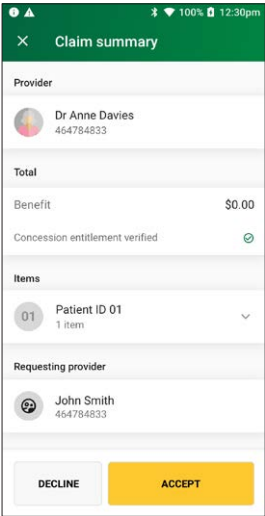 100% 12:30pm
Claim summary
Provider
Dr Anne Davies
464784833
Total
Benefit $0.00
Concession entitlement verified
Items
01 Patient ID 01
1 item
Requesting provider
John Smith
464784833
DECLINE ACCEPT